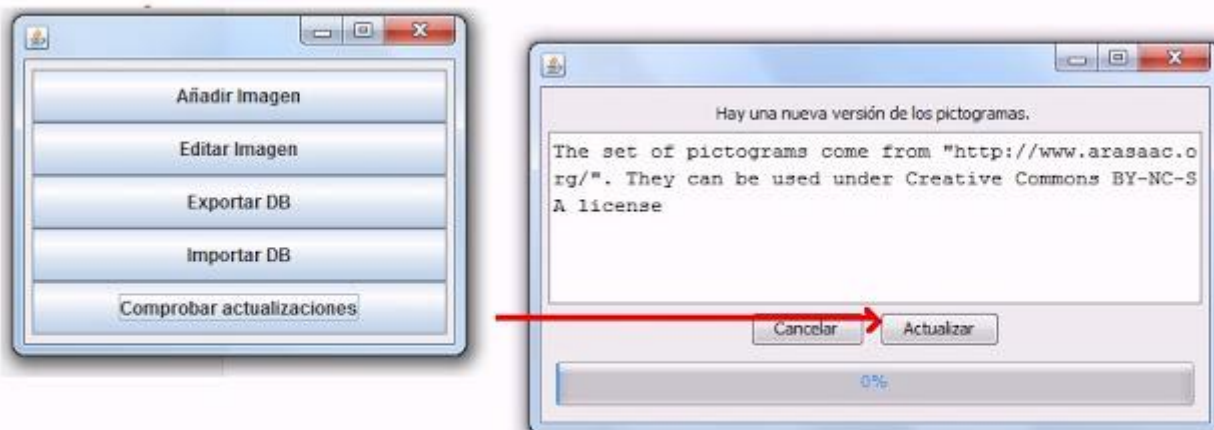 Añadir Imagen
Editar Imagen
Exportar DB
Importar DB
Comprobar actualizaciones
Hay una nueva versión de los pictogramas.
The set of pictograms come from "http://www.arasaac.o
rg/". They can be used under Creative Commons BY-NC-S
A license
Cancelar Actualizar
0%